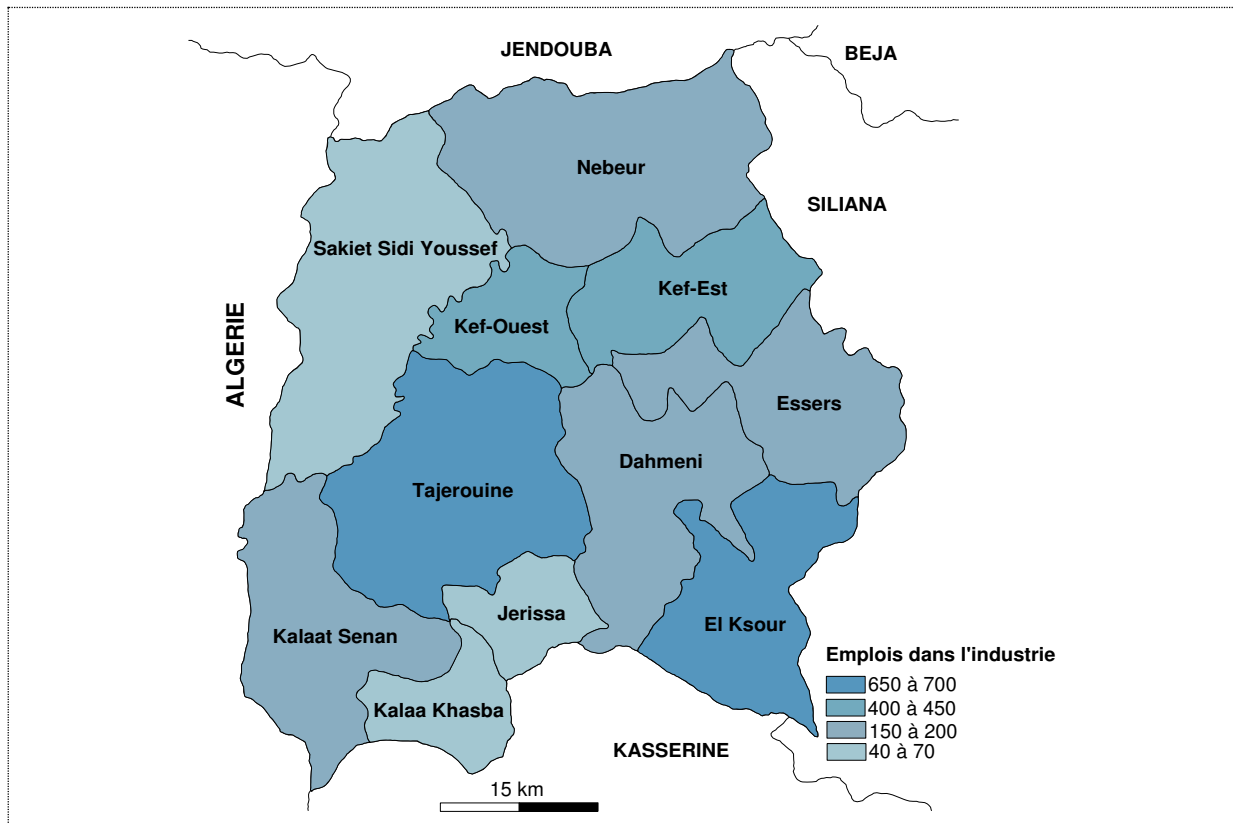 JENDOUBA
BEJA
Nebeur
SILIANA
Sakiet Sidi Youssef
Kef-Est
Kef-Ouest
ALGERIE
Essers
Dahmeni
Tajerouine
Jerissa
El Ksour
Kalaat Senan
Kalaa Khasba
KASSERINE
Emplois dans l'industrie
650 à 700
400 à 450
150 à 200
40 à 70
15 km